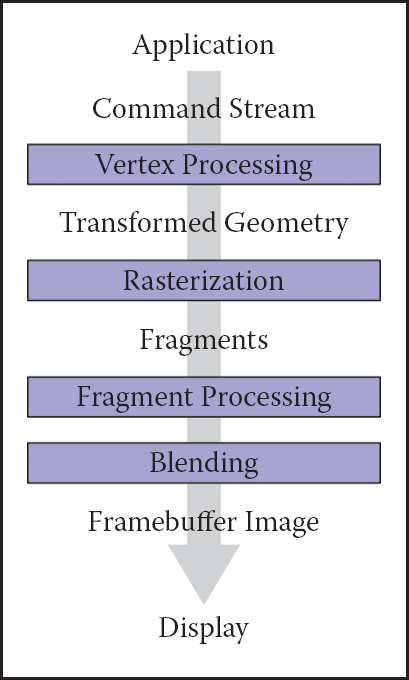 Application
Command Stream
Vertex Processing
Transformed Geometry
Rasterization
Fragments
Fragment Processing
Blending
Framebuffer Image
Display